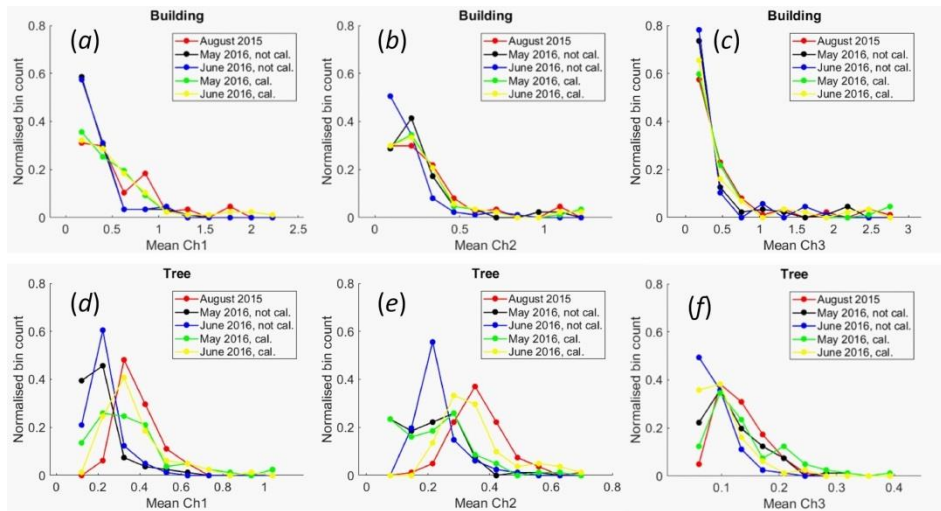 Building
(a)
August 2015
May 2016, not cal.
June 2016, not cal.
May 2016, cal.
June 2016, cal.
Normalised bin count
0.8
0.6
0.4
0.2
0
0 0.5 1 1.5 2 2.5
Mean Ch1
Building
(b)
August 2015
May 2016, not cal.
June 2016, not cal.
May 2016, cal.
June 2016, cal.
Normalised bin count
0.8
0.6
0.4
0.2
0
0 0.5 1
Mean Ch2
Building
(c)
August 2015
May 2016, not cal.
June 2016, not cal.
May 2016, cal.
June 2016, cal.
Normalised bin count
0.8
0.6
0.4
0.2
0
0 0.5 1 1.5 2 2.5 3
Mean Ch3
Tree
(d)
August 2015
May 2016, not cal.
June 2016, not cal.
May 2016, cal.
June 2016, cal.
Normalised bin count
0.8
0.6
0.4
0.2
0
0 0.2 0.4 0.6 0.8 1
Mean Ch1
Tree
(e)
August 2015
May 2016, not cal.
June 2016, not cal.
May 2016, cal.
June 2016, cal.
Normalised bin count
0.8
0.6
0.4
0.2
0
0 0.2 0.4 0.6
Mean Ch2
Tree
(f)
August 2015
May 2016, not cal.
June 2016, not cal.
May 2016, cal.
June 2016, cal.
Normalised bin count
0.8
0.6
0.4
0.2
0
0.1 0.2 0.3 0.4
Mean Ch3